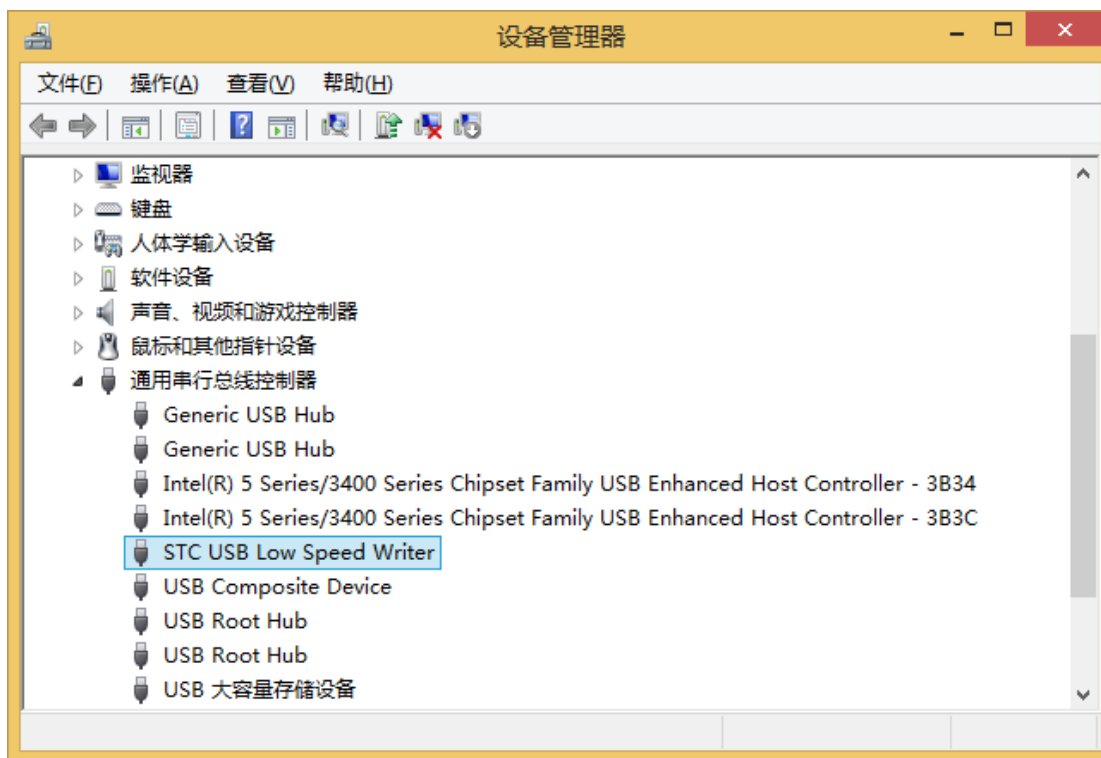 设备管理器
文件(F) 操作(A) 查看(V) 帮助(H)
监视器
键盘
人体学输入设备
软件设备
声音、视频和游戏控制器
鼠标和其他指针设备
通用串行总线控制器
Generic USB Hub
Generic USB Hub
Intel(R) 5 Series/3400 Series Chipset Family USB Enhanced Host Controller - 3B34
Intel(R) 5 Series/3400 Series Chipset Family USB Enhanced Host Controller - 3B3C
STC USB Low Speed Writer
USB Composite Device
USB Root Hub
USB Root Hub
USB 大容量存储设备